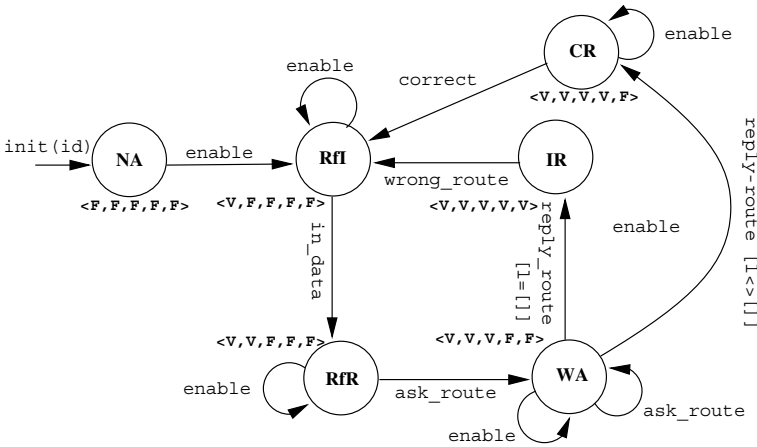 enable
CR
<V,V,V,V,F>
enable
correct
init(id)
NA
<F,F,F,F,F>
enable
RfI
<V,F,F,F,F>
wrong_route
IR
<V,V,V,V,V>
in_data
reply_route
[l=[]]
enable
reply-route [l<>[]]
<V,V,F,F,F>
RfR
enable
ask_route
<V,V,V,F,F>
WA
enable
ask_route